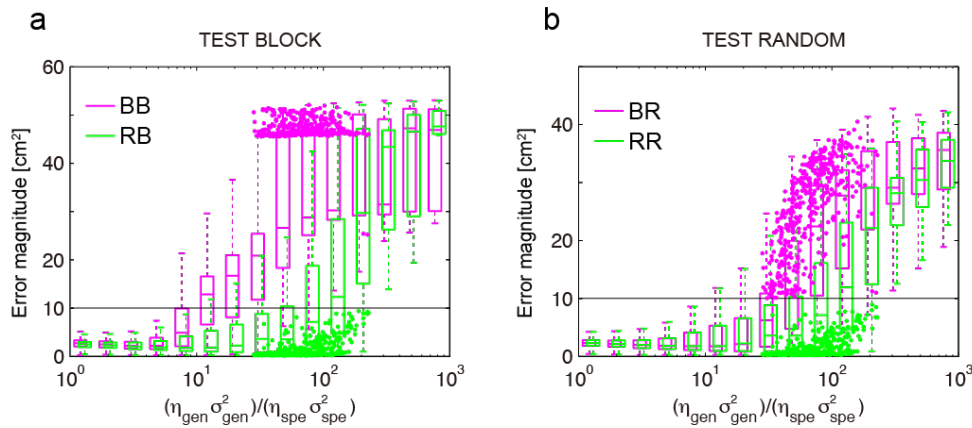 a
TEST BLOCK
Error magnitude [cm²]
60
40
20
10
0
BB
RB
10⁰ 10¹ 10² 10³
(η_gen σ²_gen)/(η_spe σ²_spe)
b
TEST RANDOM
Error magnitude [cm²]
40
30
20
10
0
BR
RR
10⁰ 10¹ 10² 10³
(η_gen σ²_gen)/(η_spe σ²_spe)